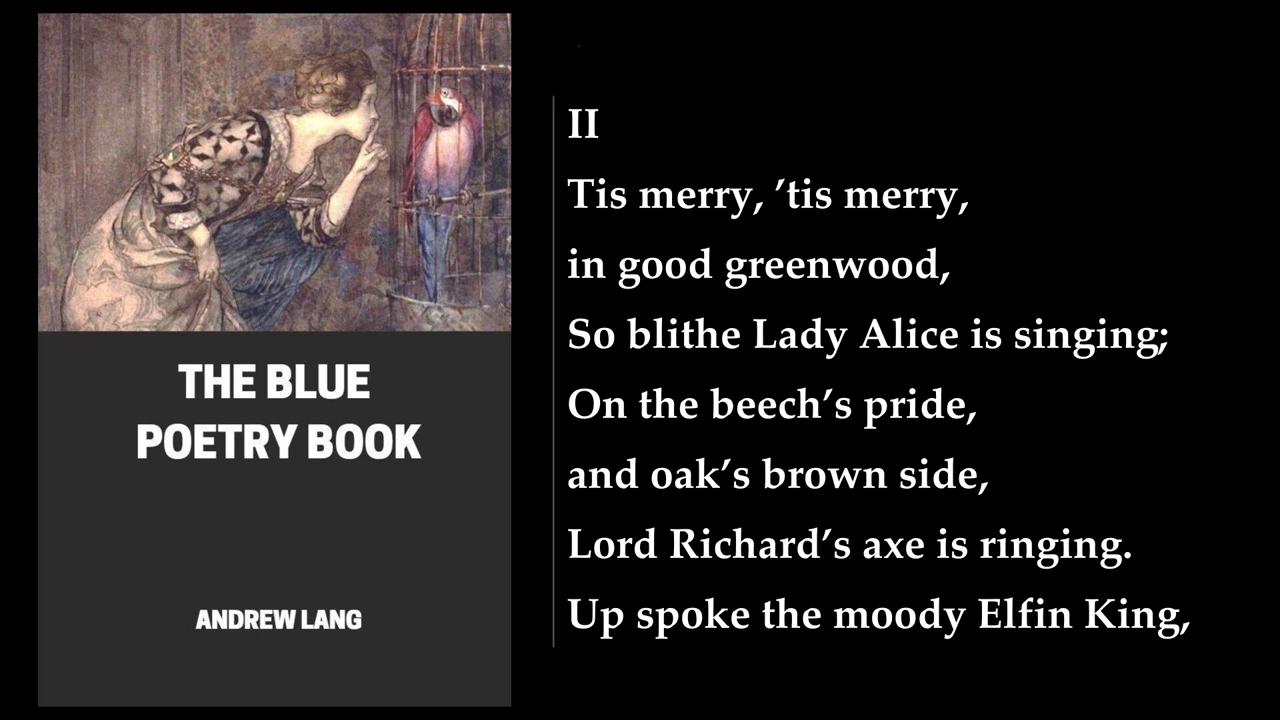 THE BLUE
POETRY BOOK
ANDREW LANG
II
Tis merry, ’tis merry,
in good greenwood,
So blithe Lady Alice is singing;
On the beech’s pride,
and oak’s brown side,
Lord Richard’s axe is ringing.
Up spoke the moody Elfin King,